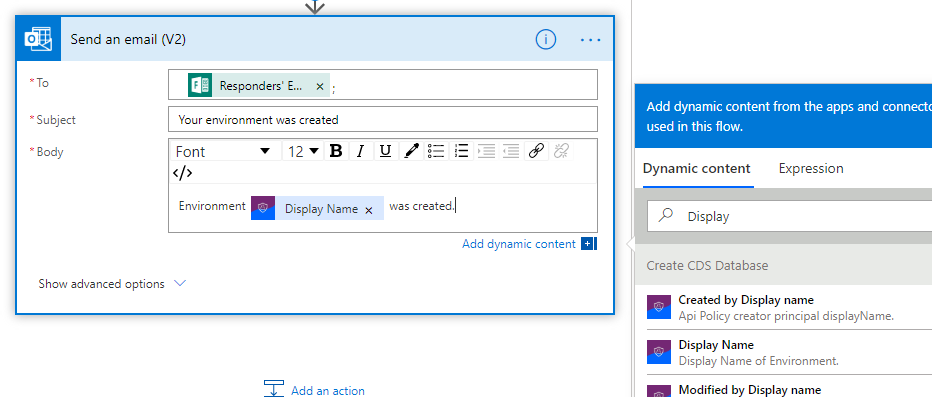 Send an email (V2)
* To
Responders' E... × ;
* Subject
Your environment was created
* Body
Font 12 B I U
</>
Environment Display Name × was created.
Add dynamic content
Show advanced options
Add an action
Add dynamic content from the apps and connecto
used in this flow.
Dynamic content Expression
Display
Create CDS Database
Created by Display name
Api Policy creator principal displayName.
Display Name
Display Name of Environment.
Modified by Display name